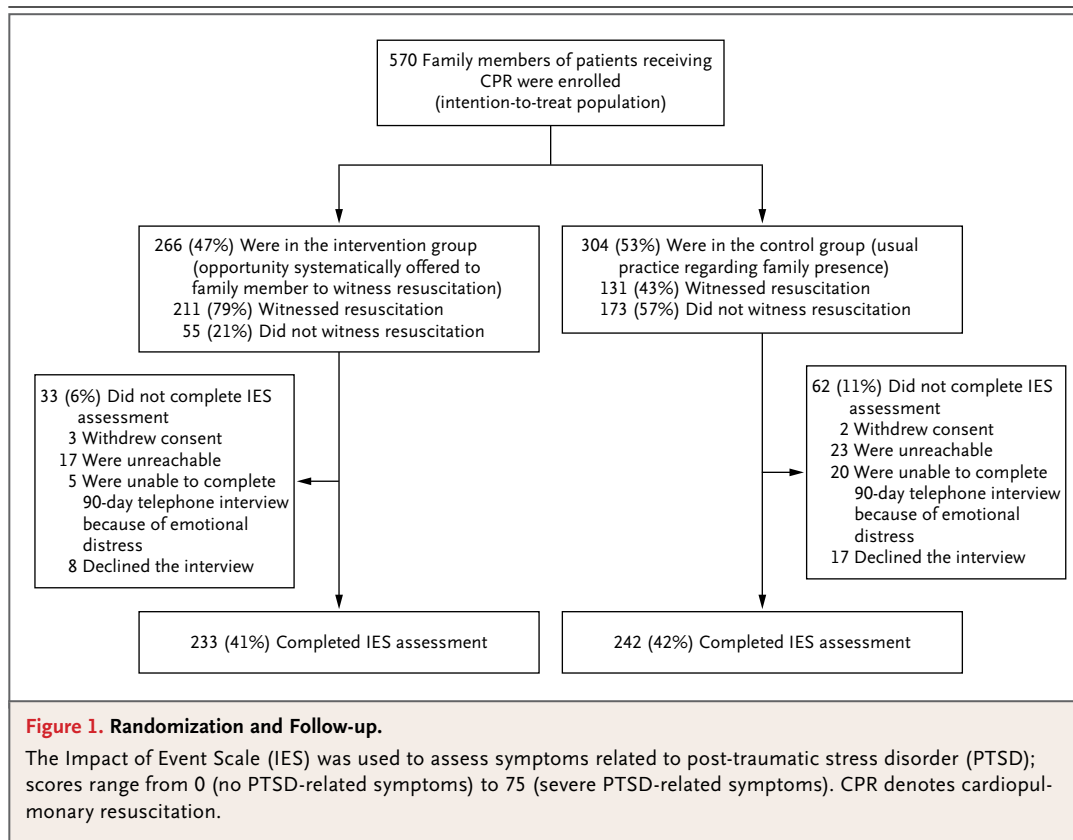 570 Family members of patients receiving
CPR were enrolled
(intention-to-treat population)
266 (47%) Were in the intervention group
(opportunity systematically offered to
family member to witness resuscitation)
211 (79%) Witnessed resuscitation
55 (21%) Did not witness resuscitation
304 (53%) Were in the control group (usual
practice regarding family presence)
131 (43%) Witnessed resuscitation
173 (57%) Did not witness resuscitation
33 (6%) Did not complete IES
assessment
3 Withdrew consent
17 Were unreachable
5 Were unable to complete
90-day telephone interview
because of emotional
distress
8 Declined the interview
62 (11%) Did not complete IES
assessment
2 Withdrew consent
23 Were unreachable
20 Were unable to complete
90-day telephone interview
because of emotional
distress
17 Declined the interview
233 (41%) Completed IES assessment
242 (42%) Completed IES assessment
Figure 1. Randomization and Follow-up.
The Impact of Event Scale (IES) was used to assess symptoms related to post-traumatic stress disorder (PTSD);
scores range from 0 (no PTSD-related symptoms) to 75 (severe PTSD-related symptoms). CPR denotes cardiopul-
monary resuscitation.